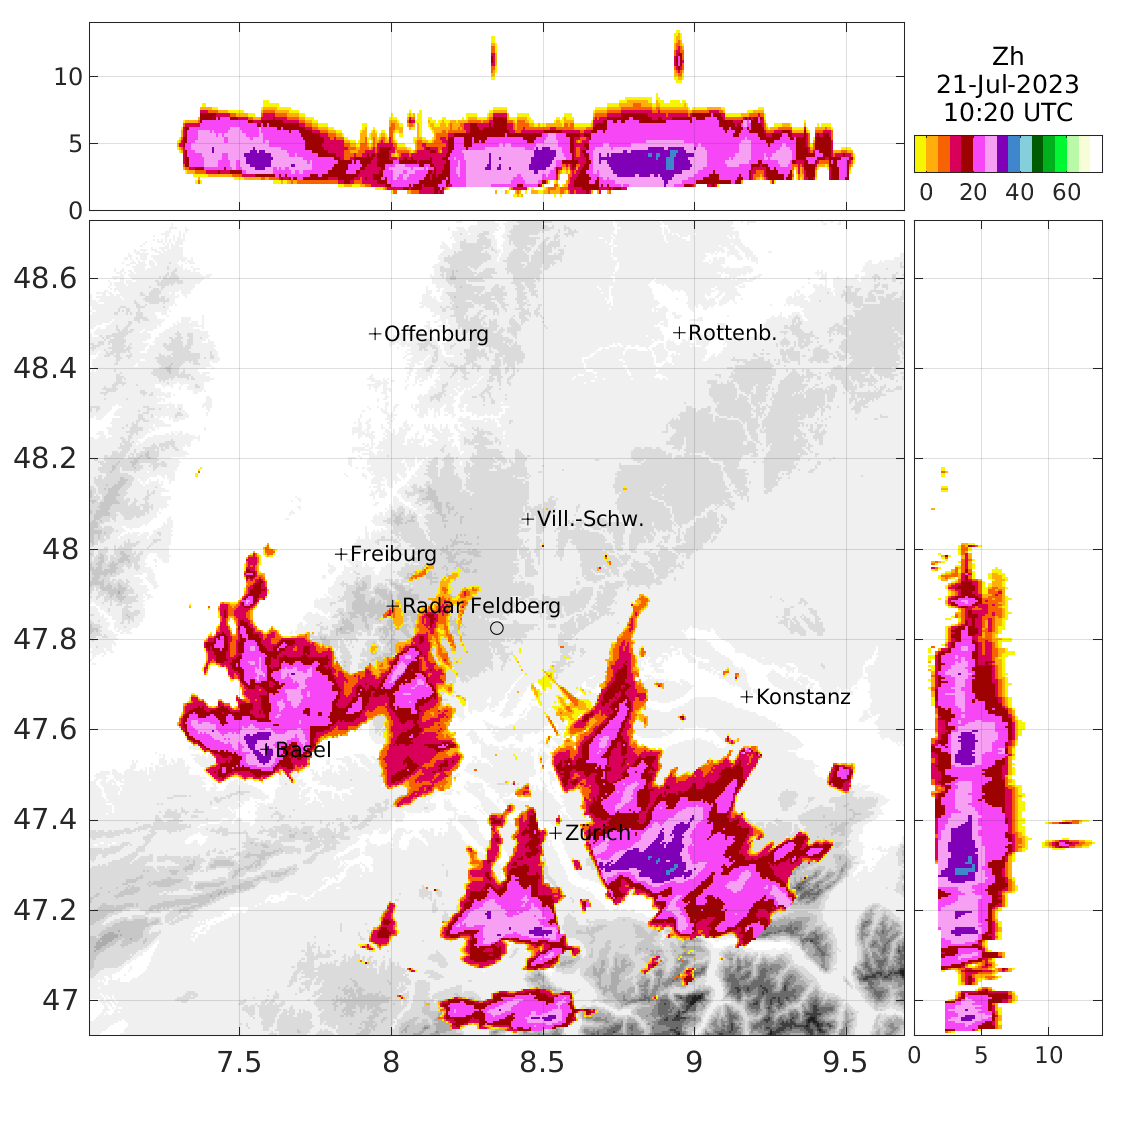 10
5
0
Zh
21-Jul-2023
10:20 UTC
0 20 40 60
48.6
48.4
48.2
48
47.8
47.6
47.4
47.2
47
Offenburg
Rottenb.
Vill.-Schw.
Freiburg
Radar Feldberg
Konstanz
Basel
Zürich
7.5 8 8.5 9 9.5
0 5 10